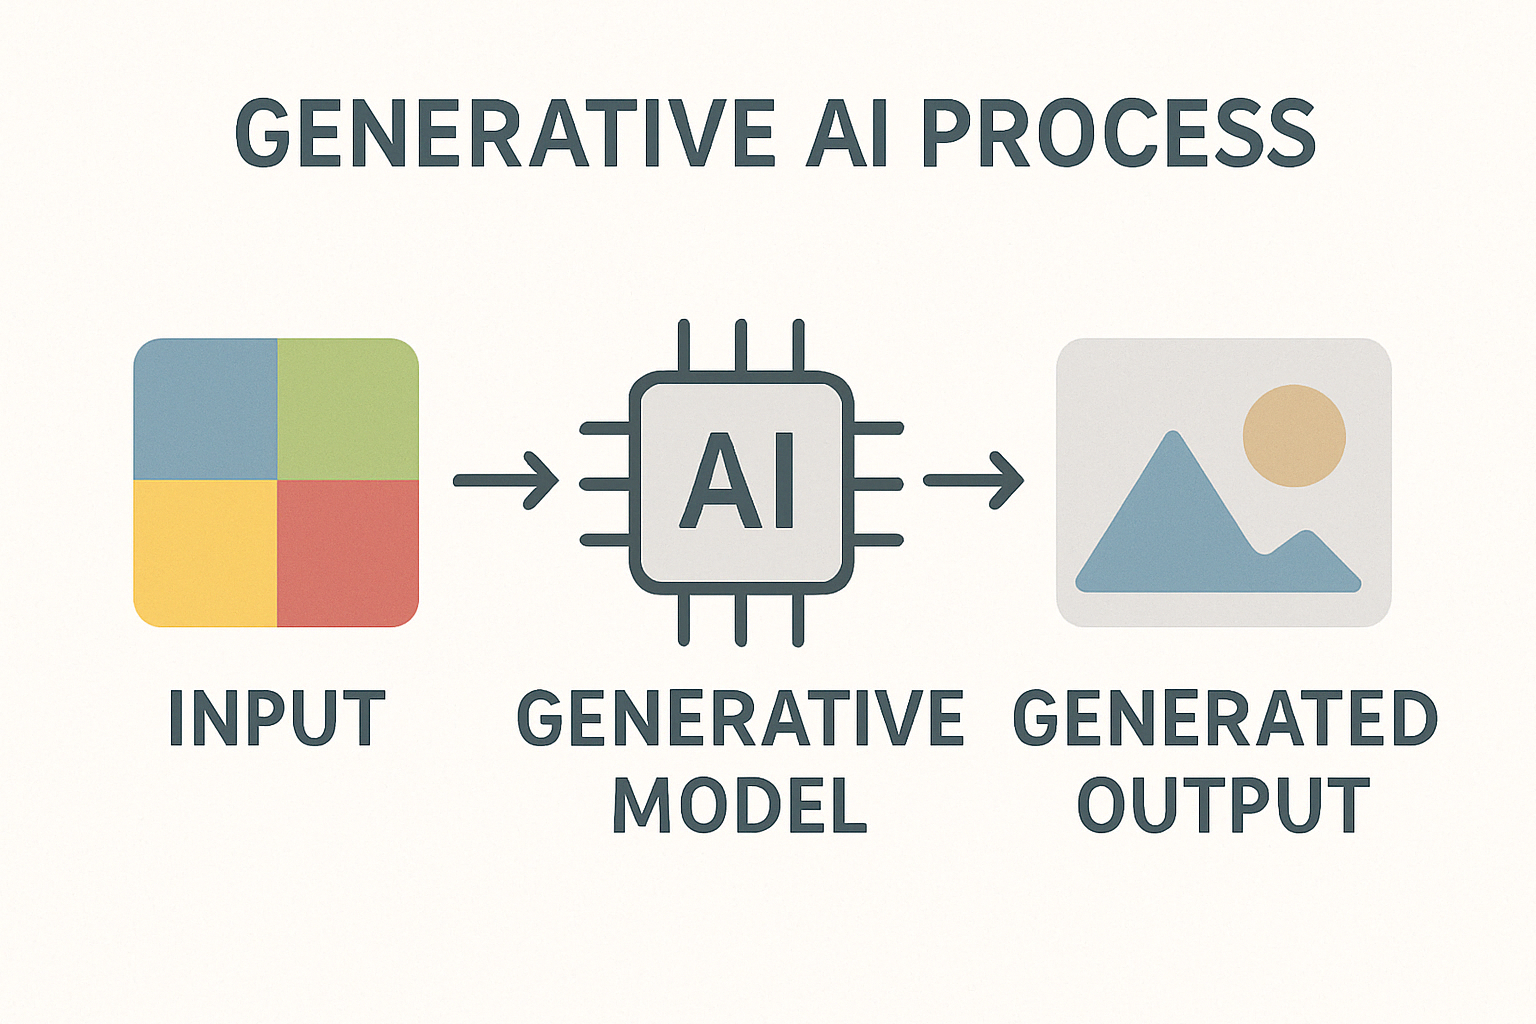 GENERATIVE AI PROCESS
AI
INPUT
GENERATIVE
MODEL
GENERATED
OUTPUT